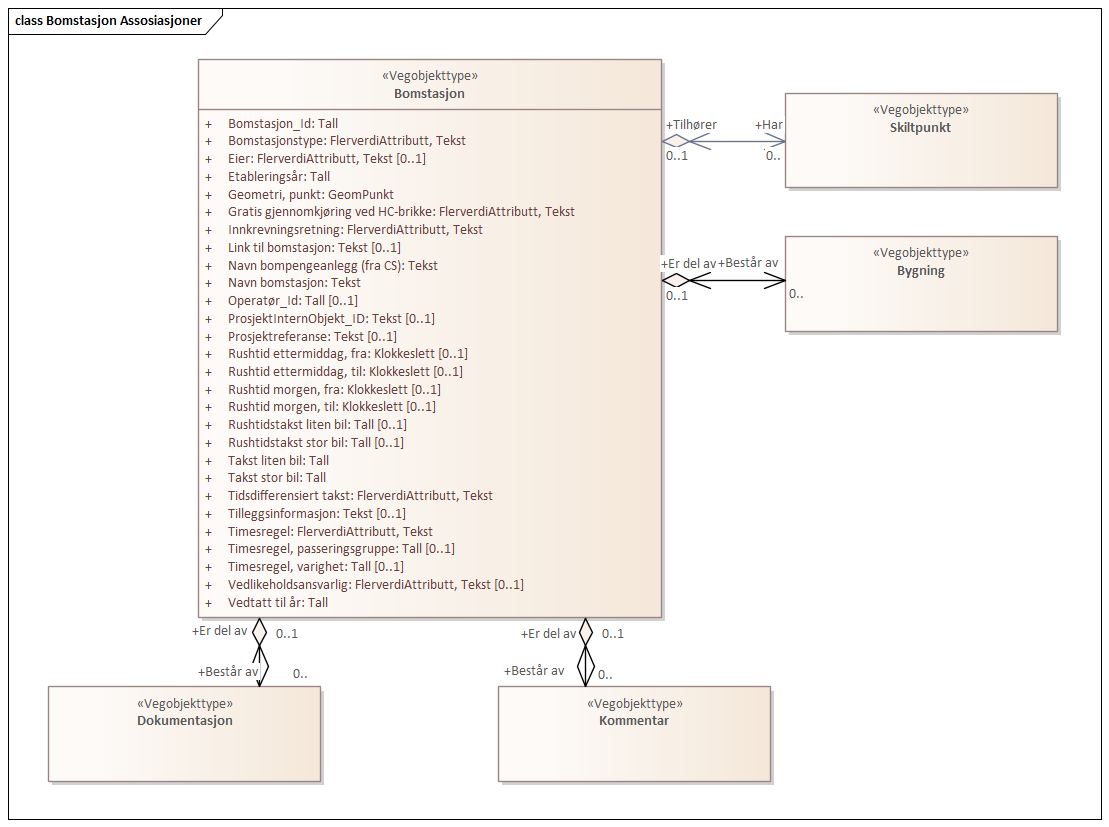 class Bomstasjon Assosiasjoner
«Vegobjekttype»
Bomstasjon
+ Bomstasjon_Id: Tall
+ Bomstasjonstype: FlerverdiAttributt, Tekst
+ Eier: FlerverdiAttributt, Tekst [0..1]
+ Etableringsår: Tall
+ Geometri, punkt: GeomPunkt
+ Gratis gjennomkjøring ved HC-brikke: FlerverdiAttributt, Tekst
+ Innkrevningsretning: FlerverdiAttributt, Tekst
+ Link til bomstasjon: Tekst [0..1]
+ Navn bompengeanlegg (fra CS): Tekst
+ Navn bomstasjon: Tekst
+ Operatør_Id: Tall [0..1]
+ ProsjektInternObjekt_ID: Tekst [0..1]
+ Prosjektreferanse: Tekst [0..1]
+ Rushtid ettermiddag, fra: Klokkeslett [0..1]
+ Rushtid ettermiddag, til: Klokkeslett [0..1]
+ Rushtid morgen, fra: Klokkeslett [0..1]
+ Rushtid morgen, til: Klokkeslett [0..1]
+ Rushtidstakst liten bil: Tall [0..1]
+ Rushtidstakst stor bil: Tall [0..1]
+ Takst liten bil: Tall
+ Takst stor bil: Tall
+ Tidsdifferensiert takst: FlerverdiAttributt, Tekst
+ Tilleggsinformasjon: Tekst [0..1]
+ Timesregel: FlerverdiAttributt, Tekst
+ Timesregel, passeringsgruppe: Tall [0..1]
+ Timesregel, varighet: Tall [0..1]
+ Vedlikeholdsansvarlig: FlerverdiAttributt, Tekst [0..1]
+ Vedtatt til år: Tall
+Tilhører +Har
0..1 0..
«Vegobjekttype»
Skiltpunkt
+Er del av +Består av
0..1 0..
«Vegobjekttype»
Bygning
+Er del av 0..1
+Består av 0..
«Vegobjekttype»
Dokumentasjon
+Er del av 0..1
+Består av 0..
«Vegobjekttype»
Kommentar